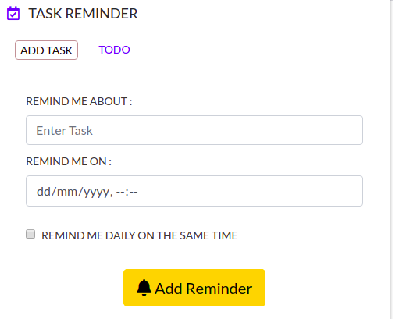 TASK REMINDER
ADD TASK TODO
REMIND ME ABOUT :
Enter Task
REMIND ME ON :
dd/mm/yyyy, --:--
REMIND ME DAILY ON THE SAME TIME
Add Reminder